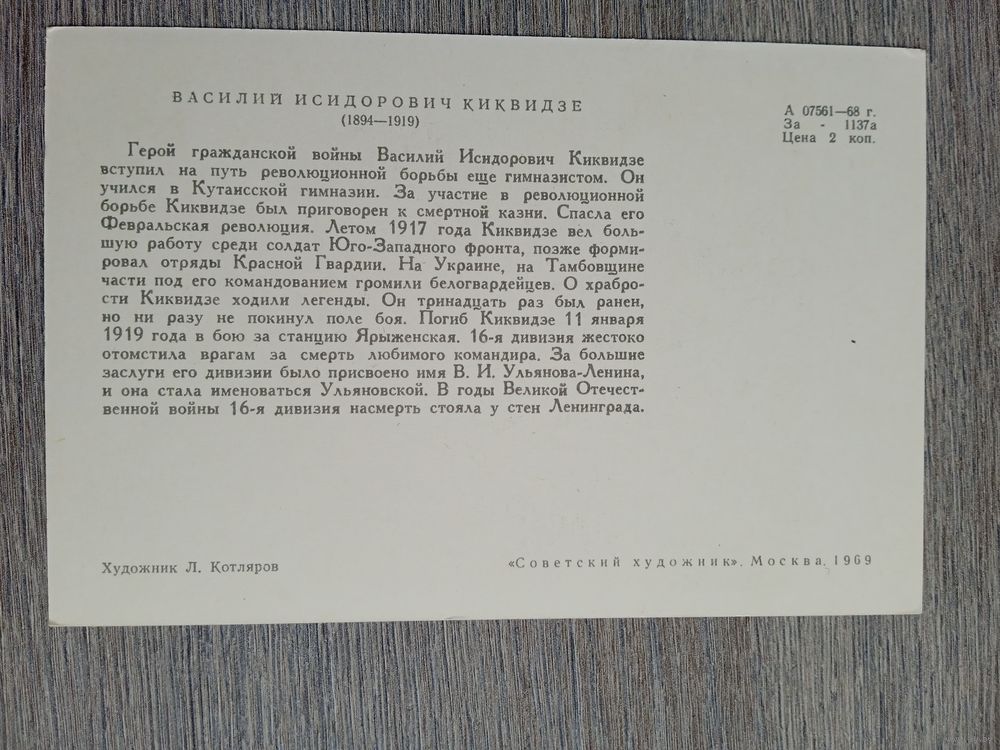 ВАСИЛИЙ ИСИДОРОВИЧ КИКВИДЗЕ
(1894—1919)
А 07561—68 г.
За - 1137а
Цена 2 коп.
Герой гражданской войны Василий Исидорович Киквидзе
вступил на путь революционной борьбы еще гимназистом. Он
учился в Кутаисской гимназии. За участие в революционной
борьбе Киквидзе был приговорен к смертной казни. Спасла его
Февральская революция. Летом 1917 года Киквидзе вел боль-
шую работу среди солдат Юго-Западного фронта, позже форми-
ровал отряды Красной Гвардии. На Украине, на Тамбовщине
части под его командованием громили белогвардейцев. О храбро-
сти Киквидзе ходили легенды. Он тринадцать раз был ранен,
но ни разу не покинул поле боя. Погиб Киквидзе 11 января
1919 года в бою за станцию Ярыженская. 16-я дивизия жестоко
отомстила врагам за смерть любимого командира. За большие
заслуги его дивизии было присвоено имя В. И. Ульянова-Ленина,
и она стала именоваться Ульяновской. В годы Великой Отечест-
венной войны 16-я дивизия насмерть стояла у стен Ленинграда.
Художник Л. Котляров
«Советский художник». Москва. 1969